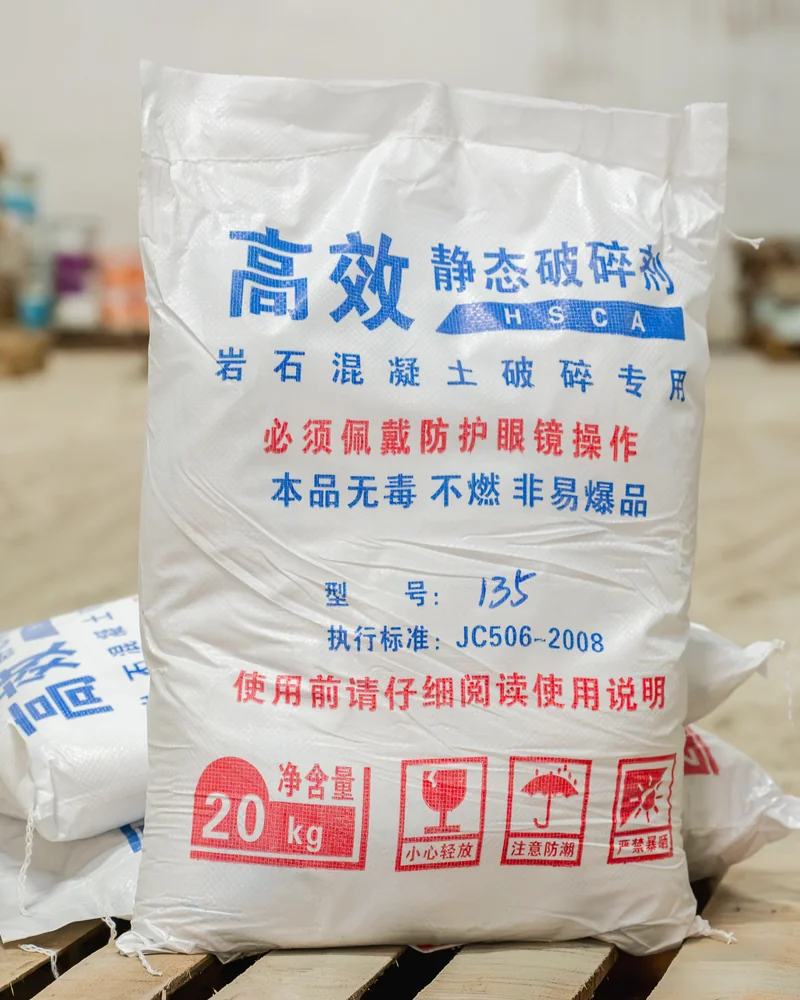 高效 静态破碎剂
HSCA
岩石混凝土破碎专用
必须佩戴防护眼镜操作
本品无毒 不燃 非易爆品
型 号: 135
执行标准: JC506-2008
使用前请仔细阅读使用说明
净含量
20 kg
小心轻放
注意防潮
严禁暴晒
高效